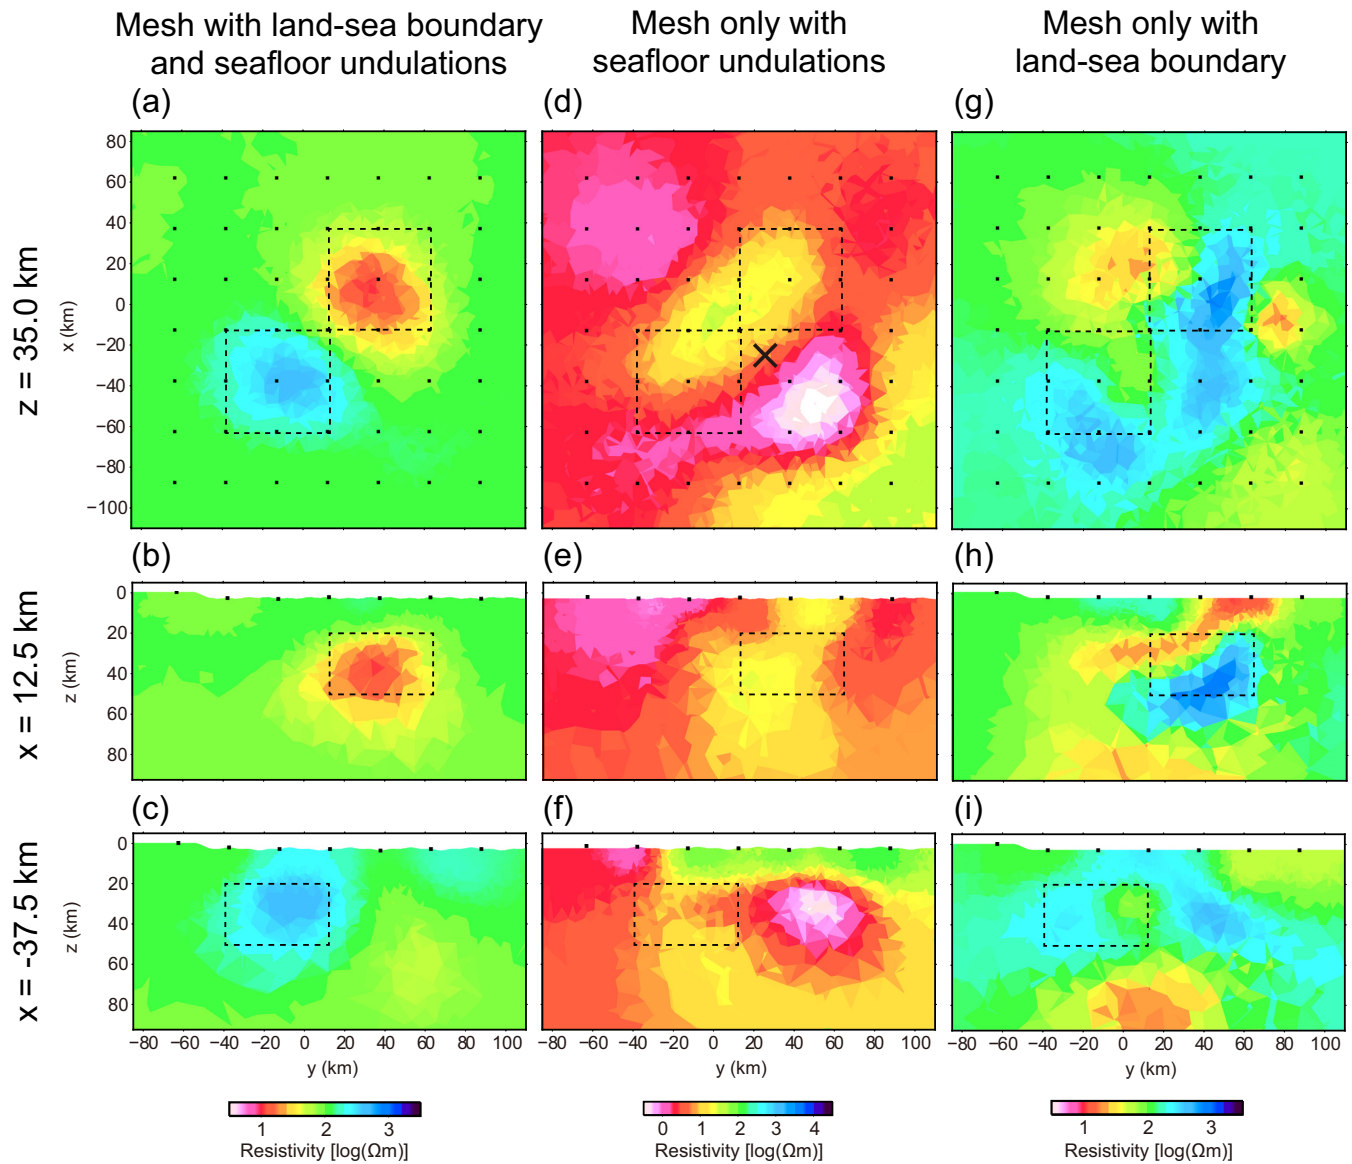 Mesh with land-sea boundary
and seafloor undulations
Mesh only with
seafloor undulations
Mesh only with
land-sea boundary
(a)
(d)
(g)
z = 35.0 km
x (km)
80
60
40
20
0
−20
−40
−60
−80
−100
(b)
(e)
(h)
x = 12.5 km
z (km)
0
20
40
60
80
(c)
(f)
(i)
x = -37.5 km
z (km)
0
20
40
60
80
−80 −60 −40 −20 0 20 40 60 80 100
−80 −60 −40 −20 0 20 40 60 80 100
−80 −60 −40 −20 0 20 40 60 80 100
y (km)
y (km)
y (km)
1 2 3
0 1 2 3 4
1 2 3
Resistivity [log(Ωm)]
Resistivity [log(Ωm)]
Resistivity [log(Ωm)]